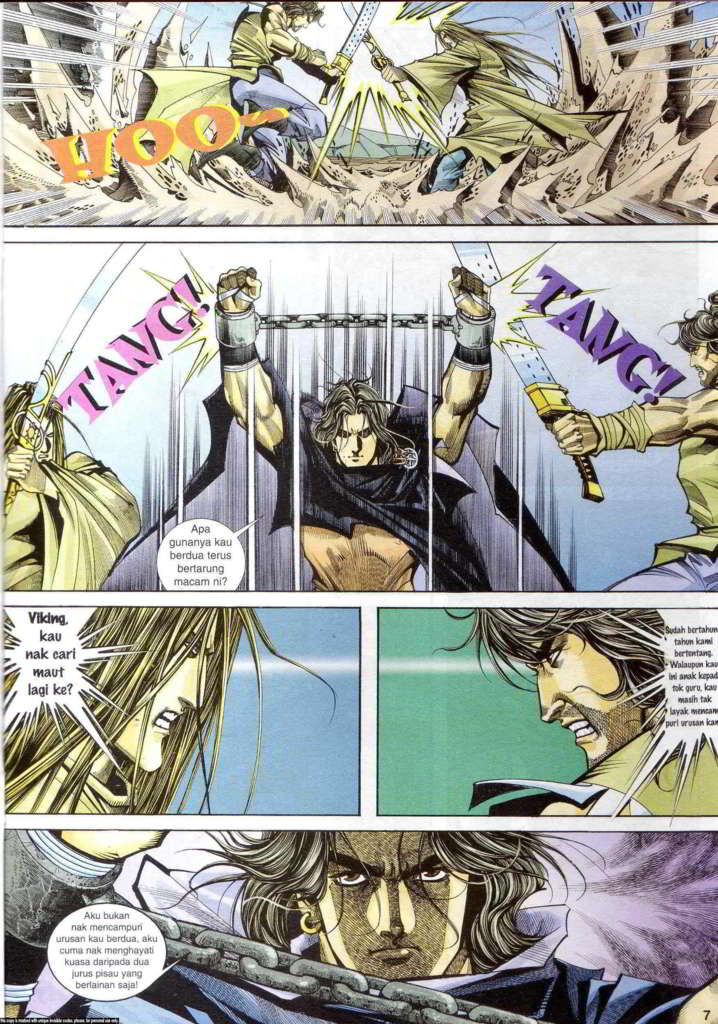 HOO~
TANG!
TANG!
Apa
gunanya kau
berdua terus
bertarung
macam ni?
Viking,
kau
nak cari
maut
lagi ke?
Sudah bertahun
tahun kami
bertentang.
Walaupun kau
ini anak kepada
tok guru, kau
masih tak
layak mencam
puri urusan kami
Aku bukan
nak mencampuri
urusan kau berdua, aku
cuma nak menghayati
kuasa daripada dua
jurus pisau yang
berlainan saja!
7